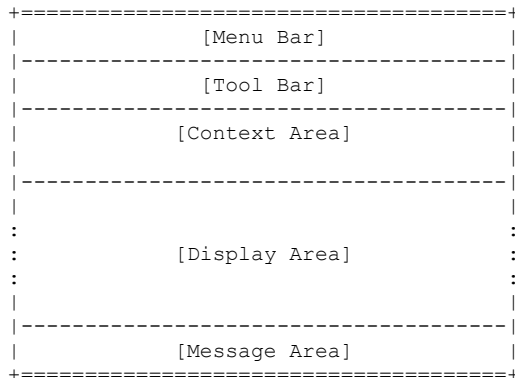 [Menu Bar]
[Tool Bar]
[Context Area]
[Display Area]
[Message Area]